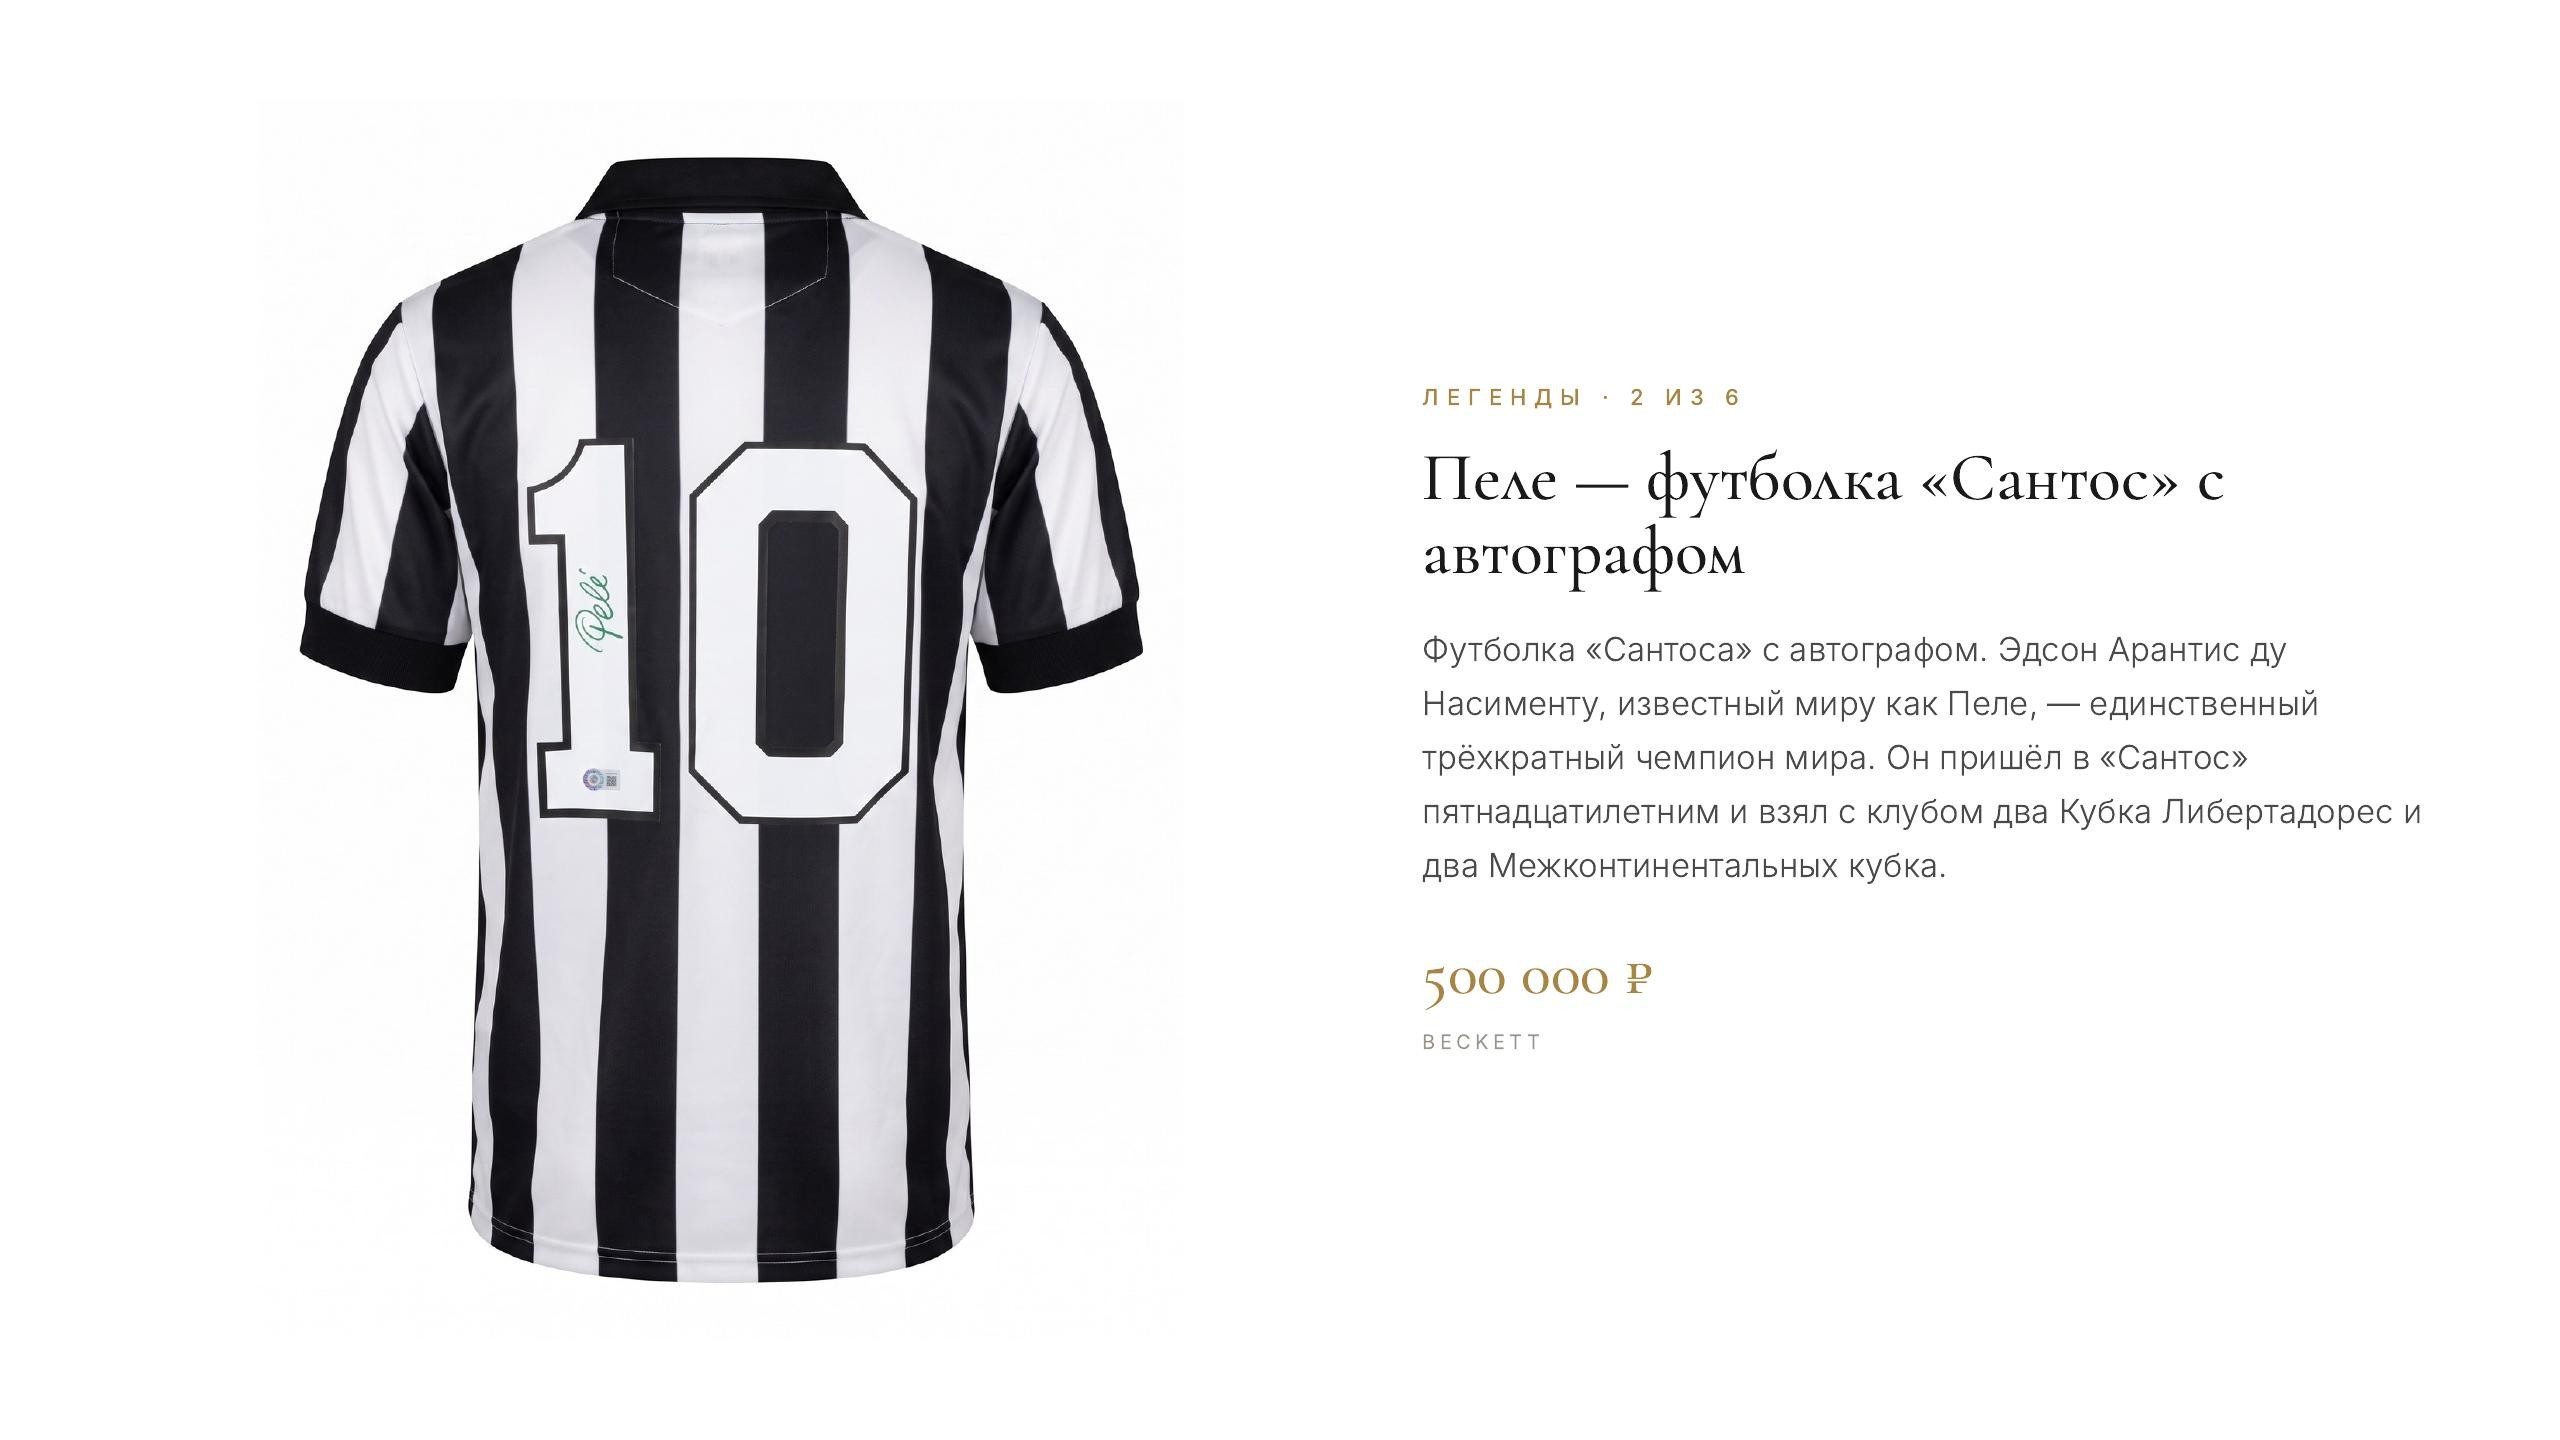 10
Pelé
ЛЕГЕНДЫ · 2 ИЗ 6
Пеле — футболка «Сантос» с
автографом
Футболка «Сантоса» с автографом. Эдсон Арантис ду
Насименту, известный миру как Пеле, — единственный
трёхкратный чемпион мира. Он пришёл в «Сантос»
пятнадцатилетним и взял с клубом два Кубка Либертадорес и
два Межконтинентальных кубка.
500 000 ₽
BECKETT